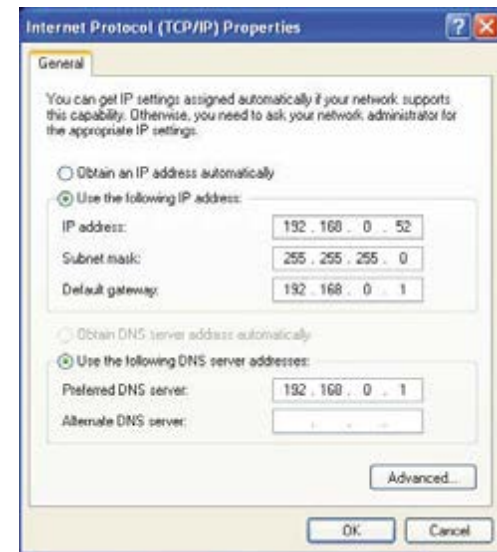 Internet Protocol (TCP/IP) Properties
General
You can get IP settings assigned automatically if your network supports
this capability. Otherwise, you need to ask your network administrator for
the appropriate IP settings.
Obtain an IP address automatically
Use the following IP address:
IP address: 192 . 168 . 0 . 52
Subnet mask: 255 . 255 . 255 . 0
Default gateway: 192 . 168 . 0 . 1
Obtain DNS server address automatically
Use the following DNS server addresses:
Preferred DNS server: 192 . 168 . 0 . 1
Alternate DNS server: . . .
Advanced...
OK Cancel